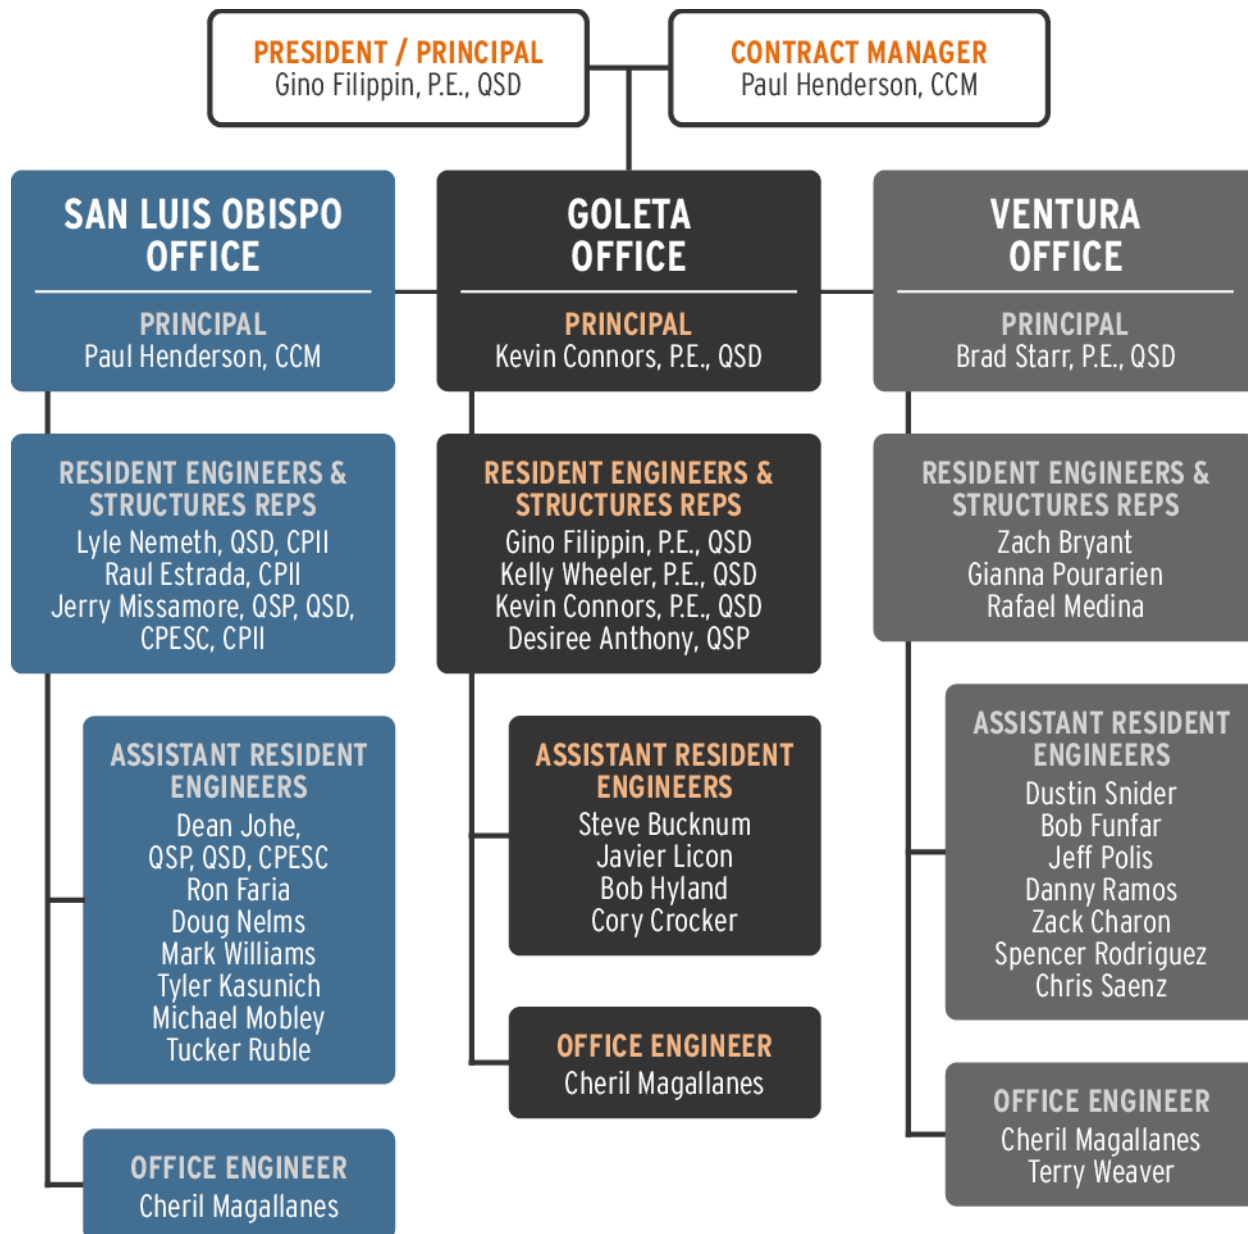 PRESIDENT / PRINCIPAL
Gino Filippin, P.E., QSD
CONTRACT MANAGER
Paul Henderson, CCM
SAN LUIS OBISPO
OFFICE
PRINCIPAL
Paul Henderson, CCM
RESIDENT ENGINEERS &
STRUCTURES REPS
Lyle Nemeth, QSD, CPII
Raul Estrada, CPII
Jerry Missamore, QSP, QSD,
CPESC, CPII
ASSISTANT RESIDENT
ENGINEERS
Dean Johe,
QSP, QSD, CPESC
Ron Faria
Doug Nelms
Mark Williams
Tyler Kasunich
Michael Mobley
Tucker Ruble
OFFICE ENGINEER
Cheril Magallanes
GOLETA
OFFICE
PRINCIPAL
Kevin Connors, P.E., QSD
RESIDENT ENGINEERS &
STRUCTURES REPS
Gino Filippin, P.E., QSD
Kelly Wheeler, P.E., QSD
Kevin Connors, P.E., QSD
Desiree Anthony, QSP
ASSISTANT RESIDENT
ENGINEERS
Steve Bucknum
Javier Licon
Bob Hyland
Cory Crocker
OFFICE ENGINEER
Cheril Magallanes
VENTURA
OFFICE
PRINCIPAL
Brad Starr, P.E., QSD
RESIDENT ENGINEERS &
STRUCTURES REPS
Zach Bryant
Gianna Pourarien
Rafael Medina
ASSISTANT RESIDENT
ENGINEERS
Dustin Snider
Bob Funfar
Jeff Polis
Danny Ramos
Zack Charon
Spencer Rodriguez
Chris Saenz
OFFICE ENGINEER
Cheril Magallanes
Terry Weaver